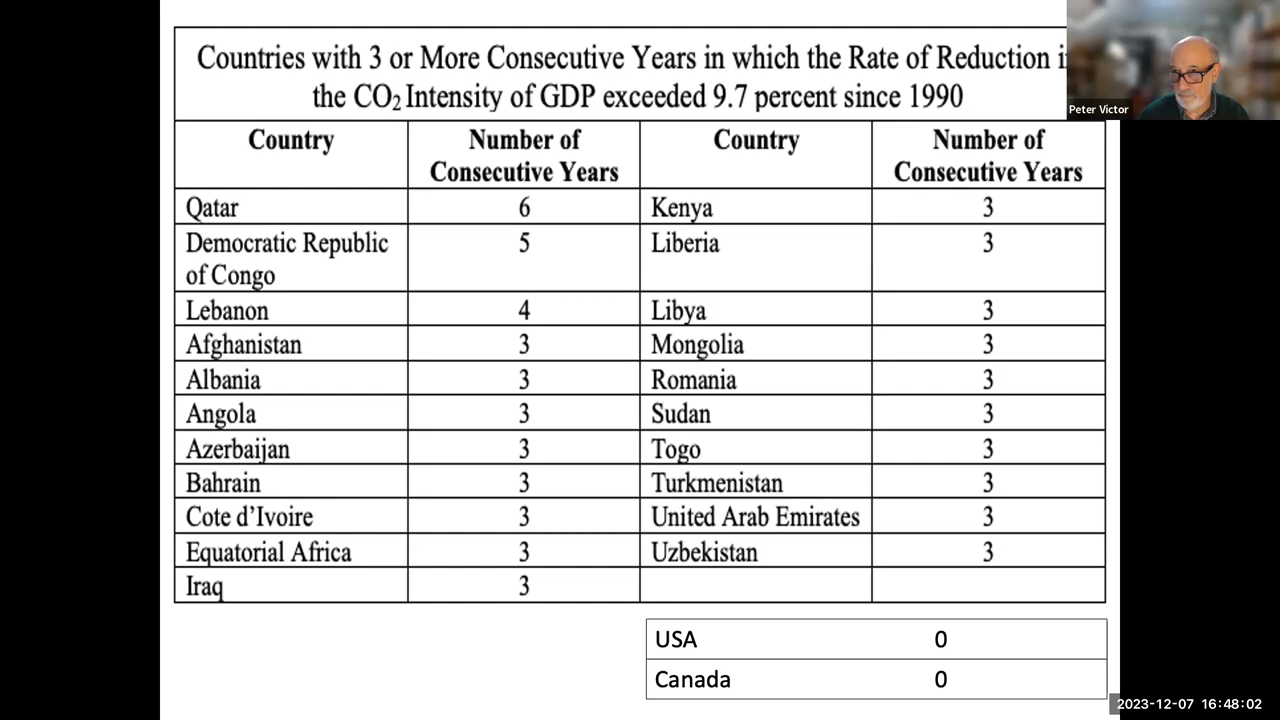 Countries with 3 or More Consecutive Years in which the Rate of Reduction
the CO₂ Intensity of GDP exceeded 9.7 percent since 1990
Peter Victor
Country Number of Consecutive Years Country Number of Consecutive Years
Qatar 6 Kenya 3
Democratic Republic of Congo 5 Liberia 3
Lebanon 4 Libya 3
Afghanistan 3 Mongolia 3
Albania 3 Romania 3
Angola 3 Sudan 3
Azerbaijan 3 Togo 3
Bahrain 3 Turkmenistan 3
Cote d’Ivoire 3 United Arab Emirates 3
Equatorial Africa 3 Uzbekistan 3
Iraq 3
USA 0
Canada 0
2023-12-07 16:48:02